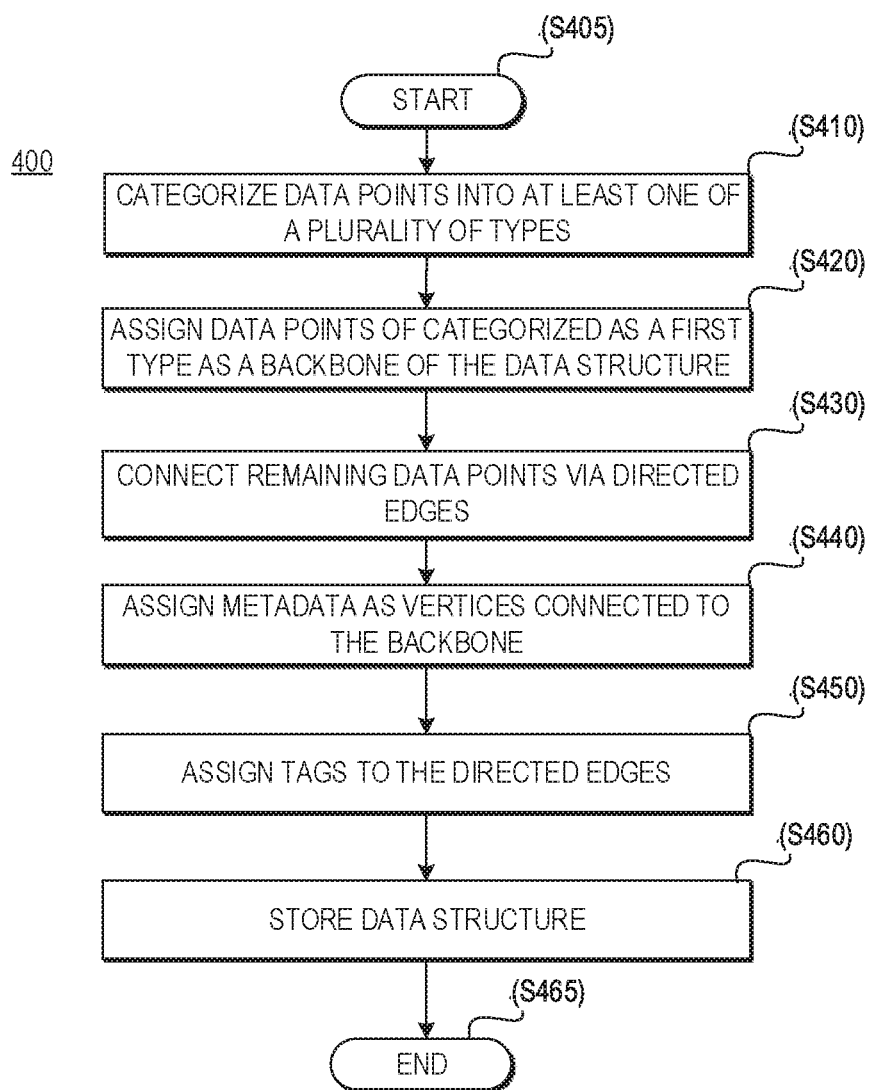 (S405)
START
400
(S410)
CATEGORIZE DATA POINTS INTO AT LEAST ONE OF
A PLURALITY OF TYPES
(S420)
ASSIGN DATA POINTS OF CATEGORIZED AS A FIRST
TYPE AS A BACKBONE OF THE DATA STRUCTURE
(S430)
CONNECT REMAINING DATA POINTS VIA DIRECTED
EDGES
(S440)
ASSIGN METADATA AS VERTICES CONNECTED TO
THE BACKBONE
(S450)
ASSIGN TAGS TO THE DIRECTED EDGES
(S460)
STORE DATA STRUCTURE
(S465)
END